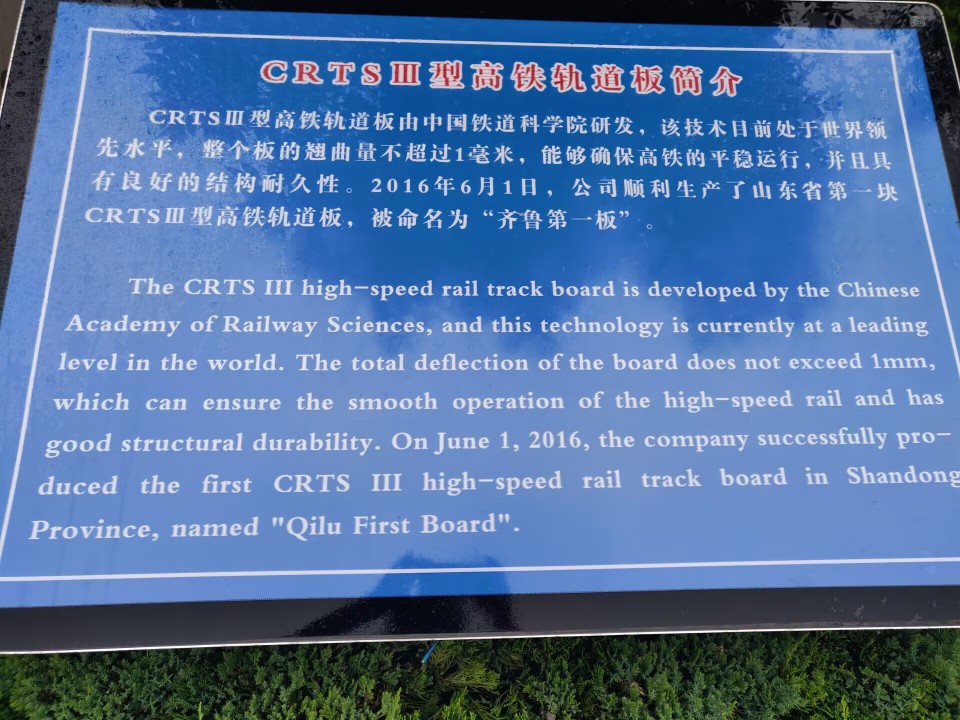 CRTSⅢ型高铁轨道板简介
CRTSⅢ型高铁轨道板由中国铁道科学院研发，该技术目前处于世界领
先水平，整个板的翘曲量不超过1毫米，能够确保高铁的平稳运行，并且具
有良好的结构耐久性。2016年6月1日，公司顺利生产了山东省第一块
CRTSⅢ型高铁轨道板，被命名为“齐鲁第一板”。
The CRTS III high-speed rail track board is developed by the Chinese
Academy of Railway Sciences, and this technology is currently at a leading
level in the world. The total deflection of the board does not exceed 1mm,
which can ensure the smooth operation of the high-speed rail and has
good structural durability. On June 1, 2016, the company successfully pro-
duced the first CRTS III high-speed rail track board in Shandong
Province, named "Qilu First Board".